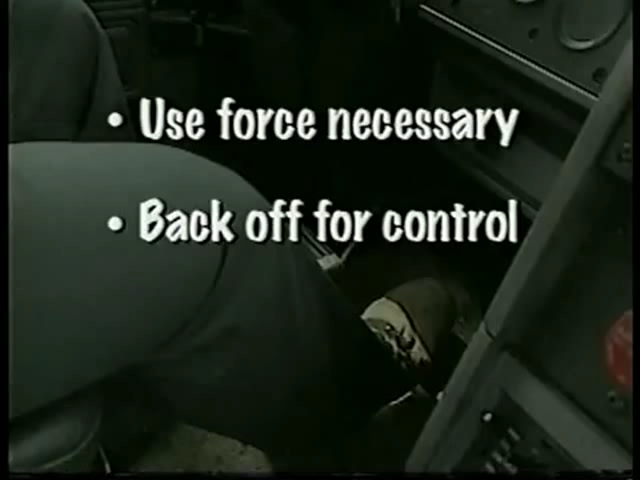 • Use force necessary
• Back off for control